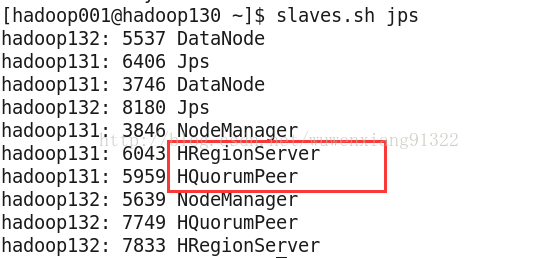 [hadoop001@hadoop130 ~]$ slaves.sh jps
hadoop132: 5537 DataNode
hadoop131: 6406 Jps
hadoop131: 3746 DataNode
hadoop132: 8180 Jps
hadoop131: 3846 NodeManager
hadoop131: 6043 HRegionServer
hadoop131: 5959 HQuorumPeer
hadoop132: 5639 NodeManager
hadoop132: 7749 HQuorumPeer
hadoop132: 7833 HRegionServer